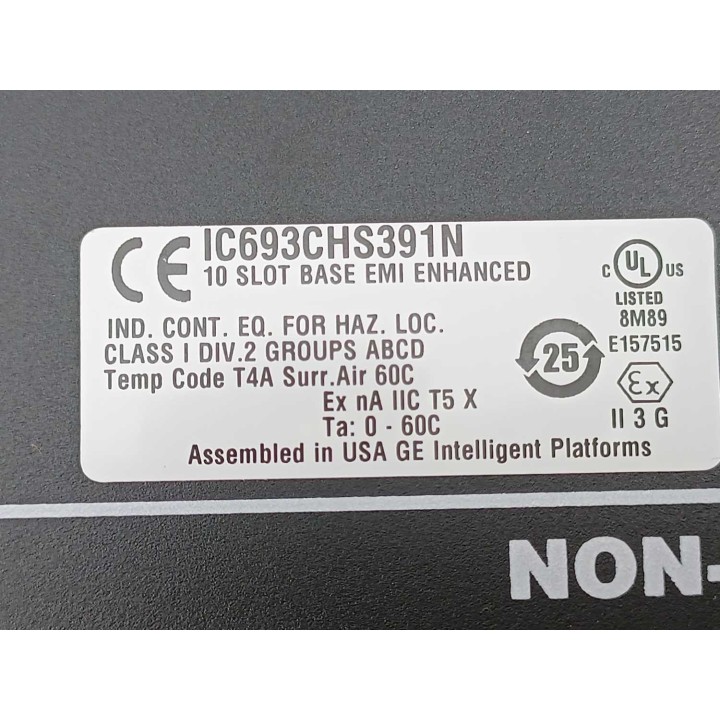 CE IC693CHS391N
10 SLOT BASE EMI ENHANCED
C UL US
LISTED
8M89
E157515
IND. CONT. EQ. FOR HAZ. LOC.
CLASS I DIV.2 GROUPS ABCD
Temp Code T4A Surr.Air 60C
Ex nA IIC T5 X
Ta: 0 - 60C
25
Ex
II 3 G
Assembled in USA GE Intelligent Platforms
NON-